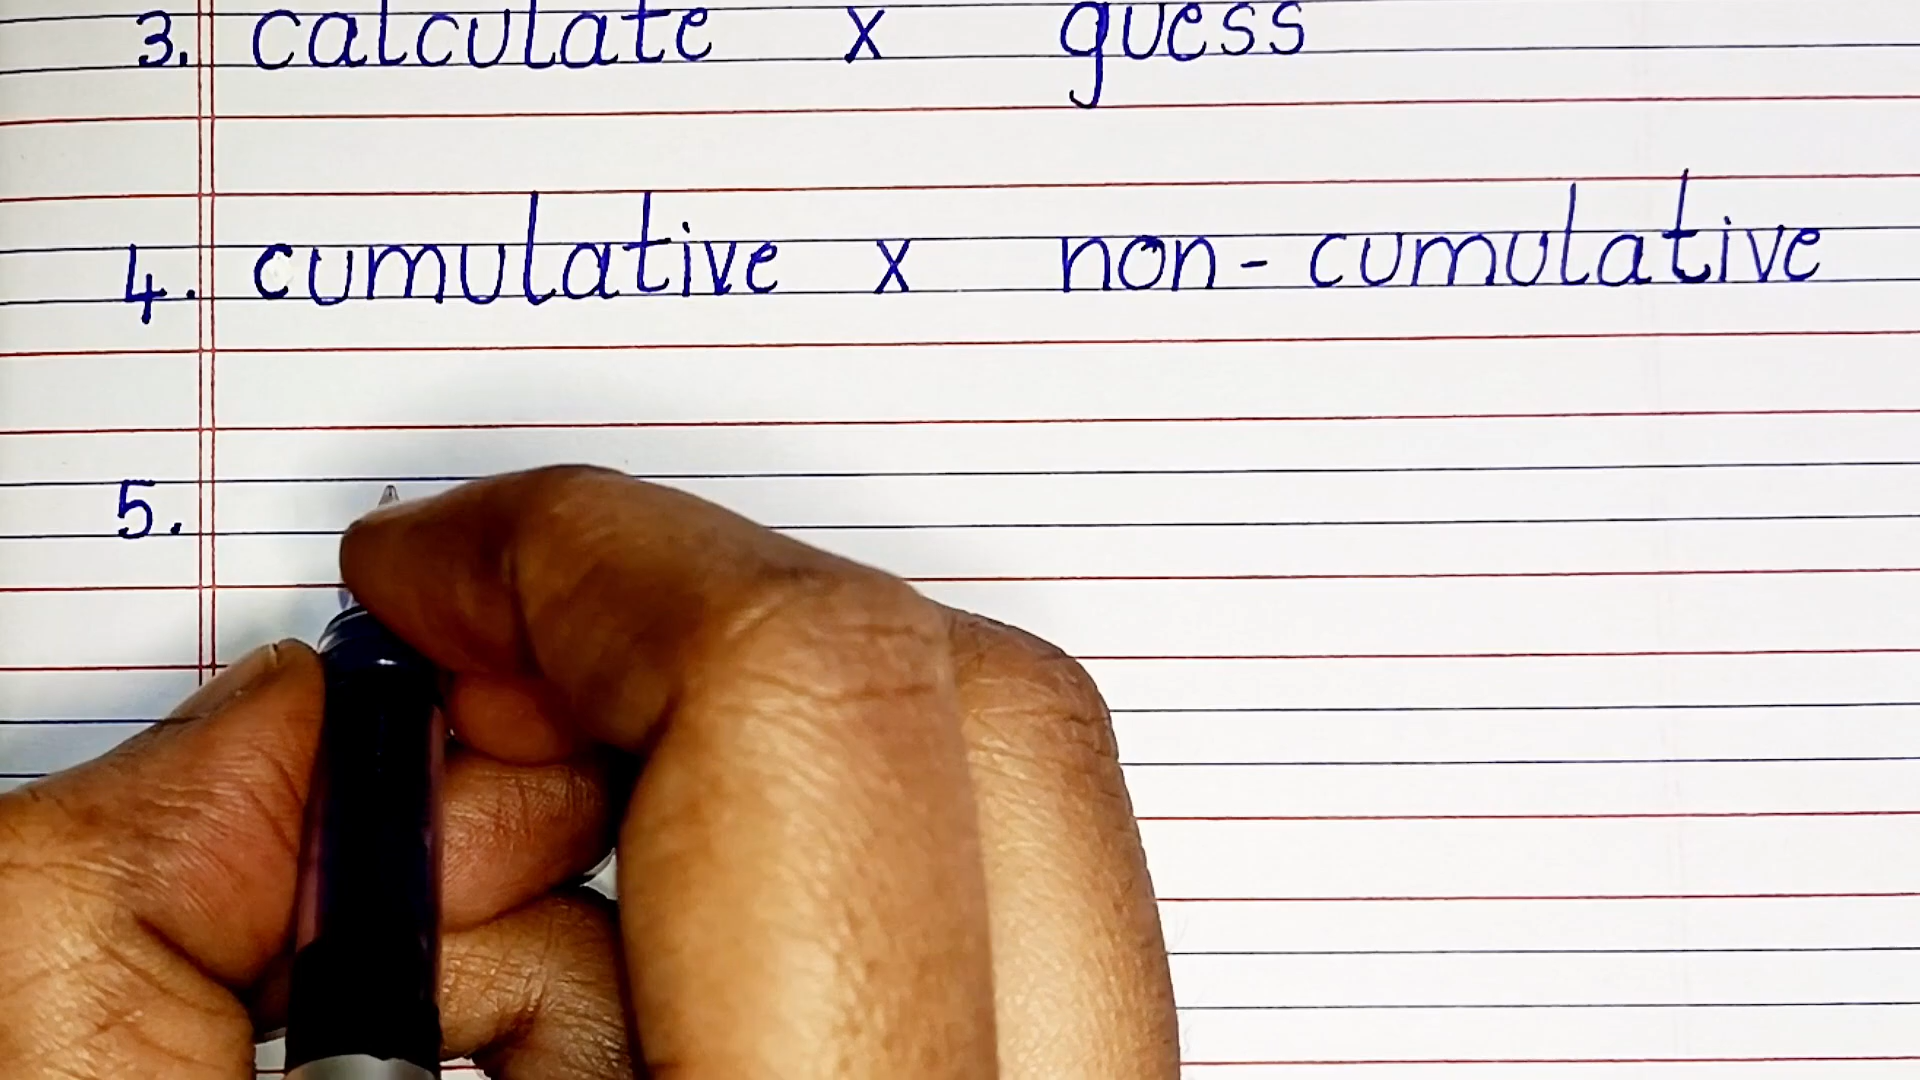 3. calculate x guess
4. cumulative x non-cumulative
5.